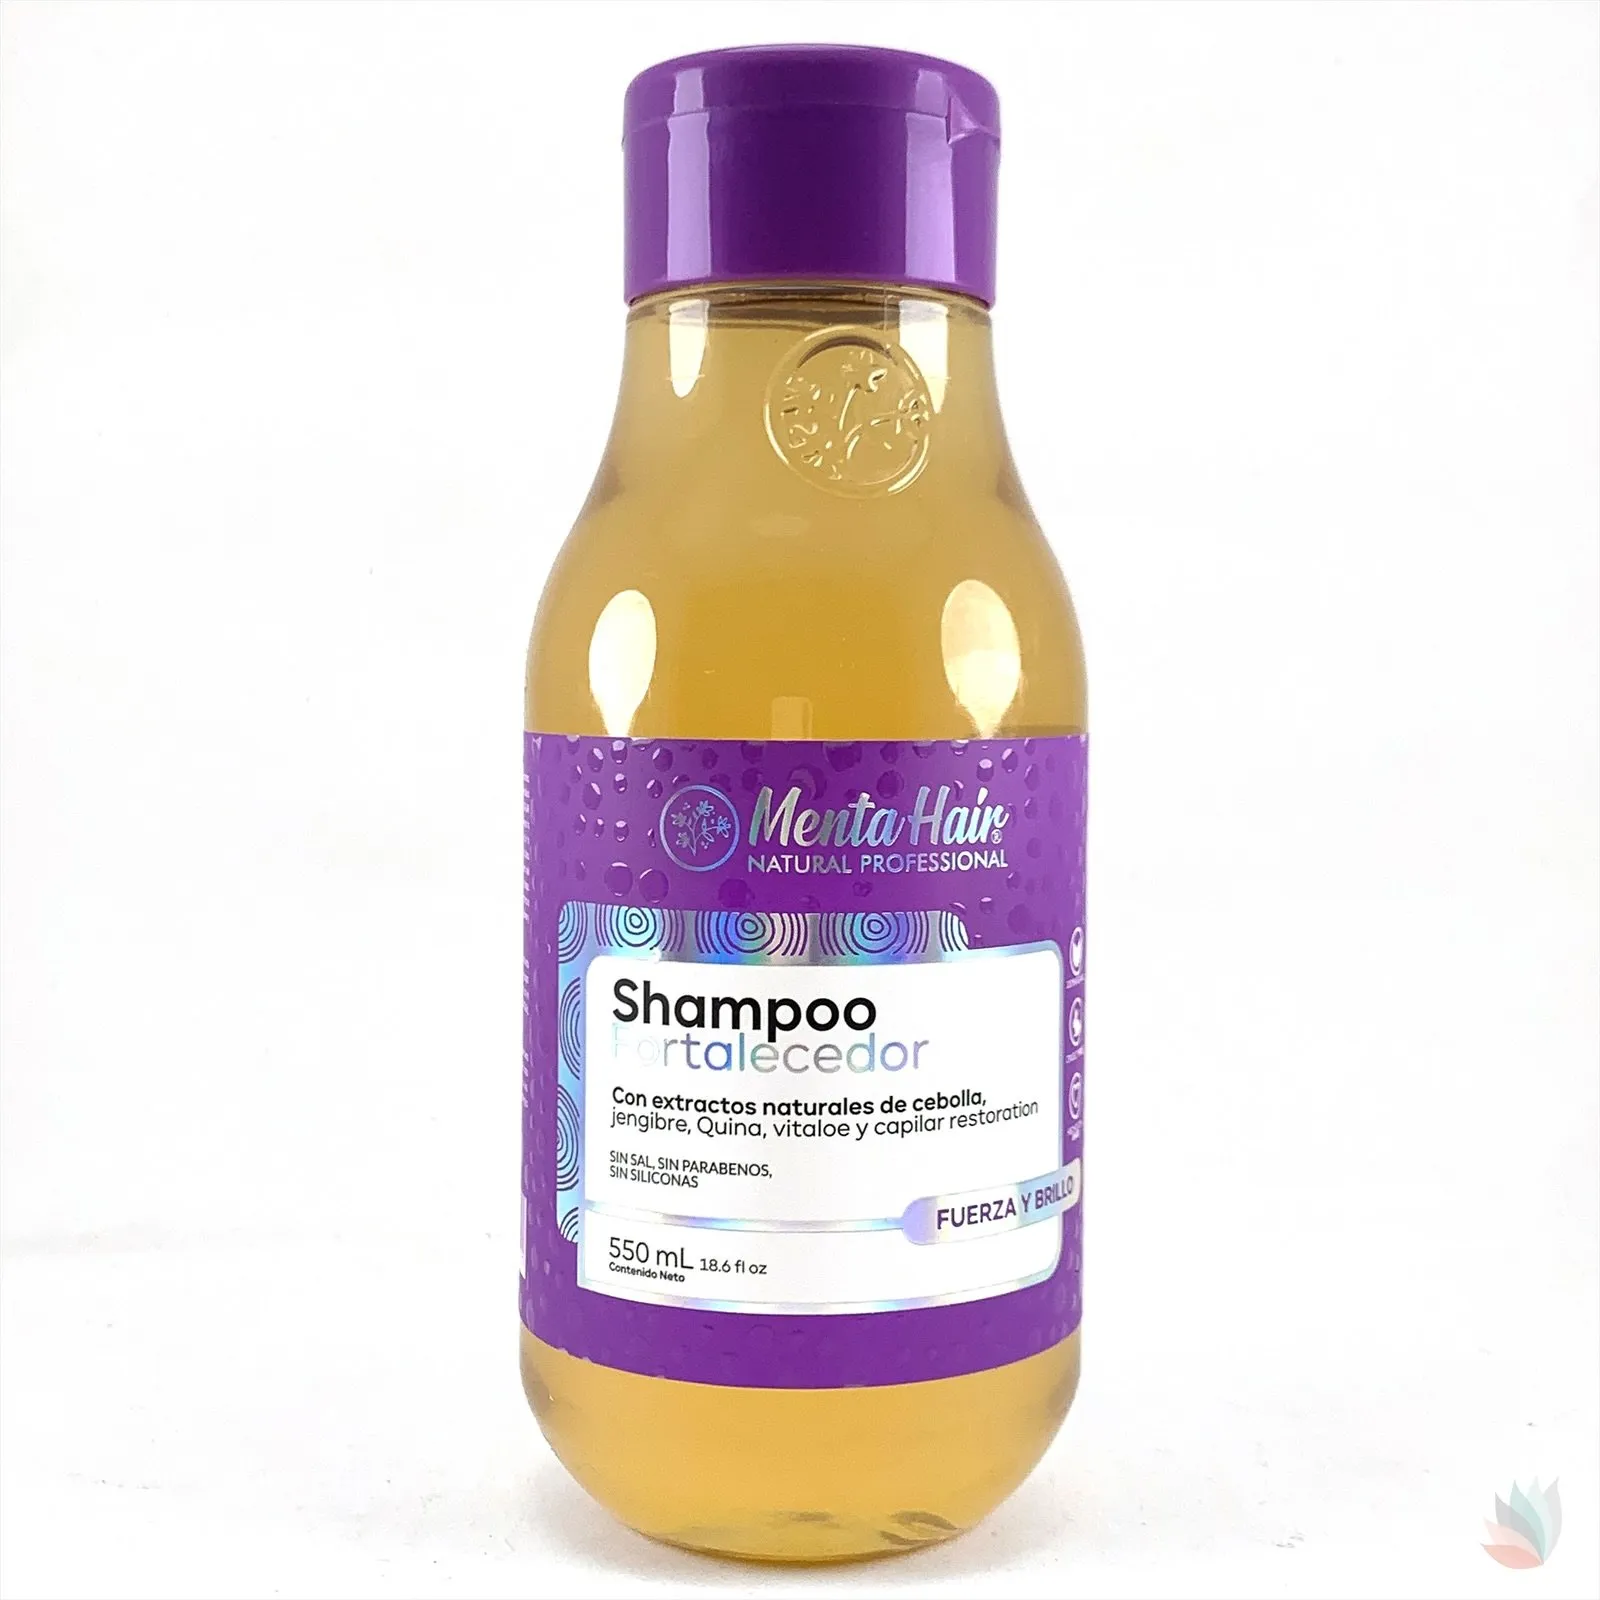 Menta Hair®
NATURAL PROFESSIONAL
Shampoo
Fortalecedor
Con extractos naturales de cebolla,
jengibre, Quina, vitaloe y capilar restoration
SIN SAL, SIN PARABENOS,
SIN SILICONAS
FUERZA Y BRILLO
550 mL 18.6 fl oz
Contenido Neto